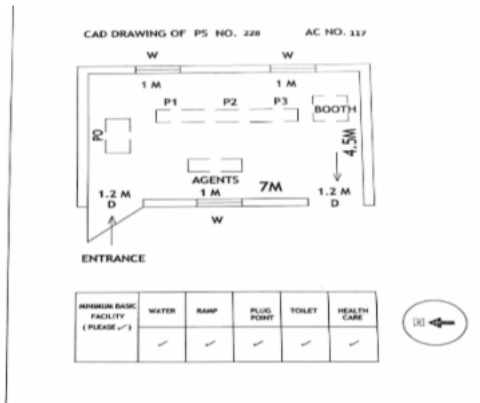 CAD DRAWING OF PS NO. 228 AC NO. 117
W W
1 M 1 M
P1 P2 P3 BOOTH
PO
4.5M
AGENTS
1.2 M 1 M 7M 1.2 M
D D
W
ENTRANCE
MINIMUM BASIC FACILITY ( PLEASE ✓ ) WATER RAMP PLUG POINT TOILET HEALTH CARE
✓ ✓ ✓ ✓ ✓